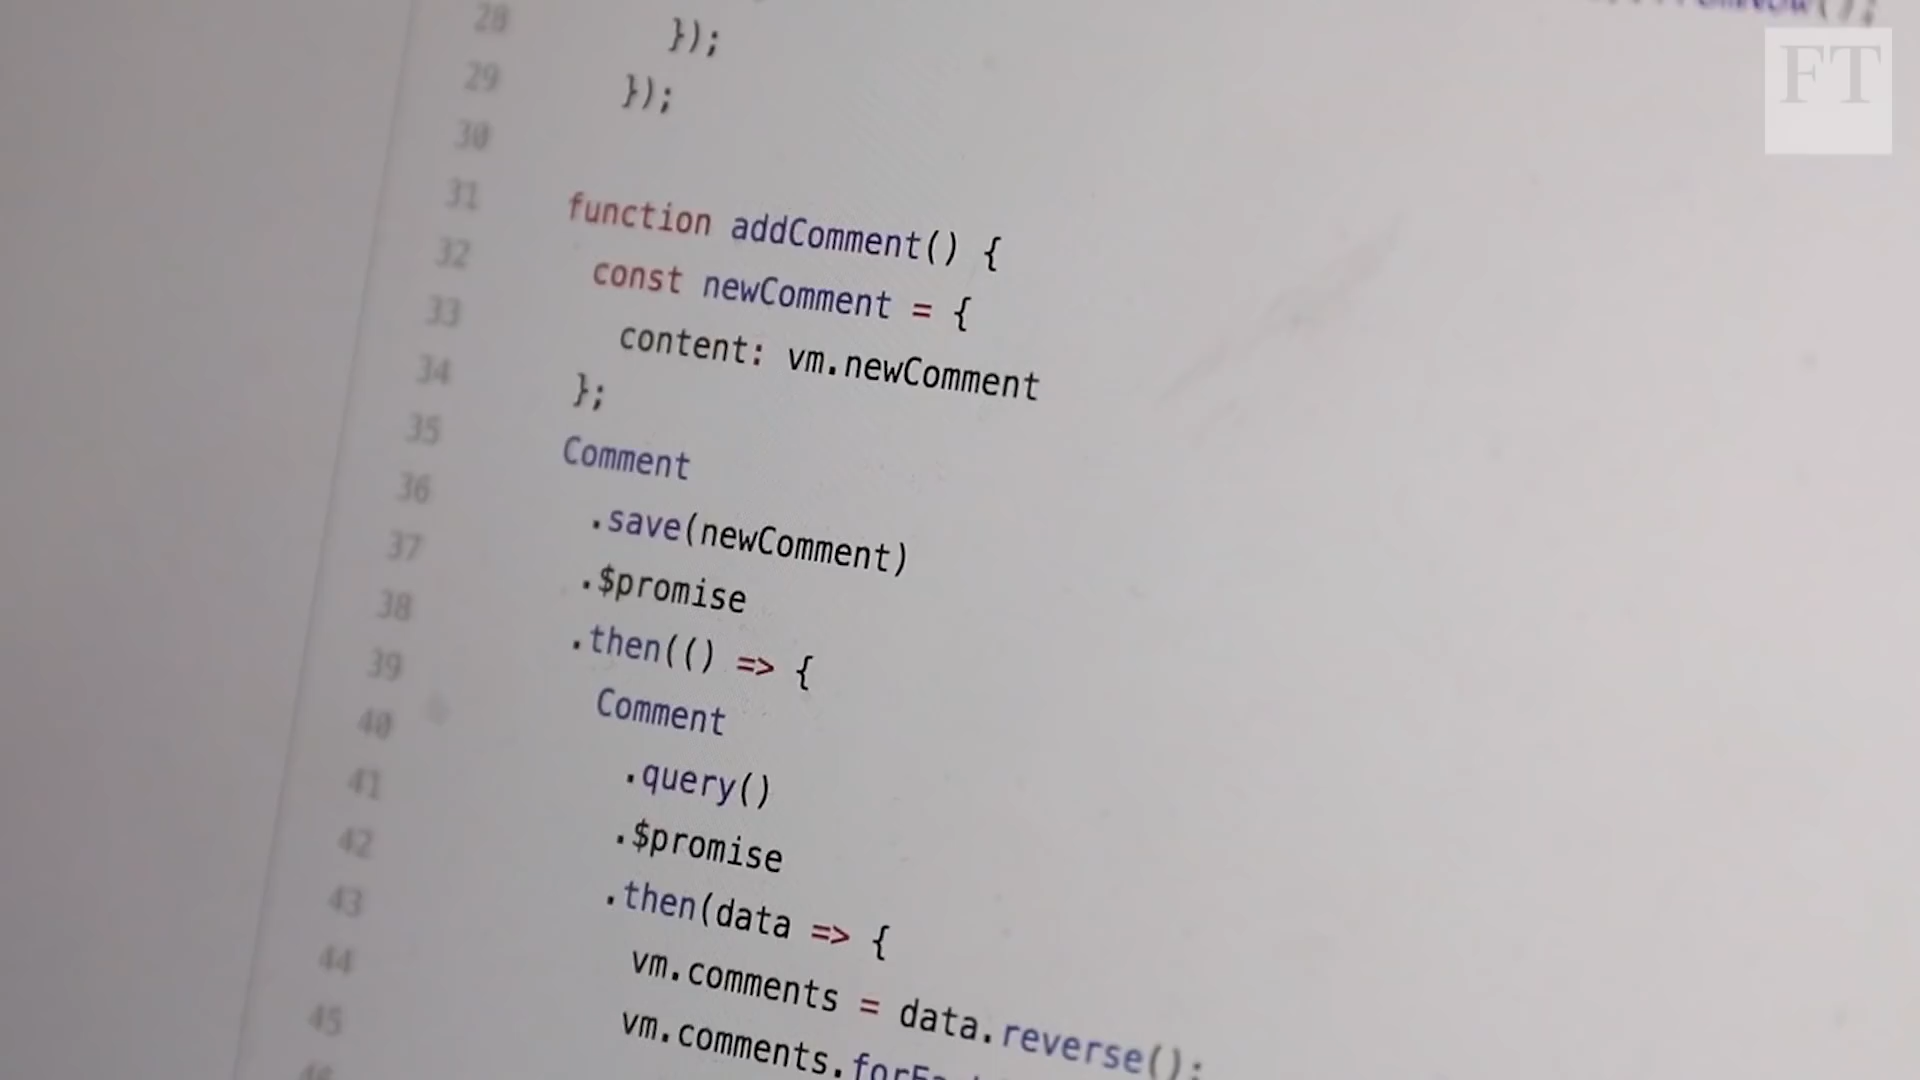 FT
28 });
29 });
30
31 function addComment() {
32 const newComment = {
33 content: vm.newComment
34 };
35 Comment
36 .save(newComment)
37 .$promise
38 .then(() => {
39 Comment
40 .query()
41 .$promise
42 .then(data => {
43 vm.comments = data.reverse();
44 vm.comments.
45